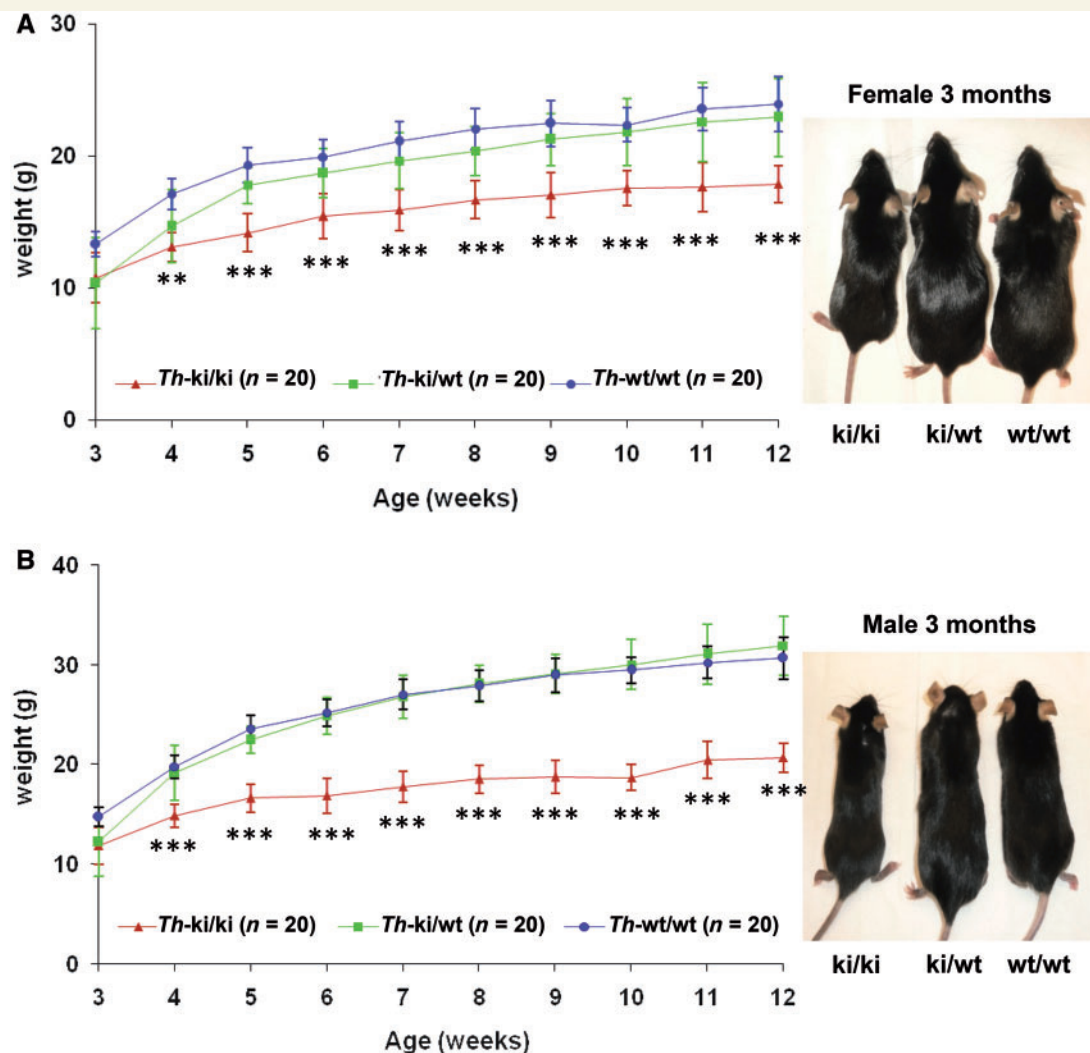 A
30
20
10
0
weight (g)
** *** *** *** *** *** *** *** ***
Th-ki/ki (n = 20) Th-ki/wt (n = 20) Th-wt/wt (n = 20)
3 4 5 6 7 8 9 10 11 12
Age (weeks)
Female 3 months
ki/ki ki/wt wt/wt
B
40
30
20
10
0
weight (g)
*** *** *** *** *** *** *** *** ***
Th-ki/ki (n = 20) Th-ki/wt (n = 20) Th-wt/wt (n = 20)
3 4 5 6 7 8 9 10 11 12
Age (weeks)
Male 3 months
ki/ki ki/wt wt/wt